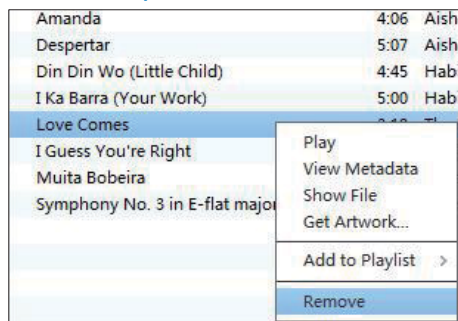 Amanda 4:06 Aish
Despertar 5:07 Aish
Din Din Wo (Little Child) 4:45 Hab
I Ka Barra (Your Work) 5:00 Hab
Love Comes
I Guess You're Right
Muita Bobeira
Symphony No. 3 in E-flat major
Play
View Metadata
Show File
Get Artwork...
Add to Playlist >
Remove